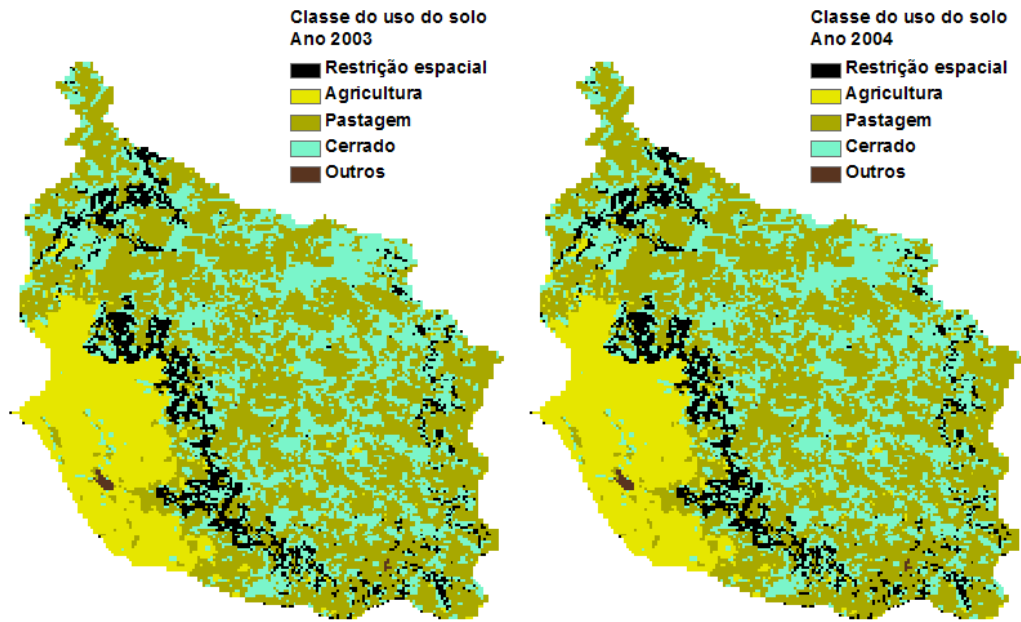 Classe do uso do solo
Ano 2003
Restrição espacial
Agricultura
Pastagem
Cerrado
Outros
Classe do uso do solo
Ano 2004
Restrição espacial
Agricultura
Pastagem
Cerrado
Outros